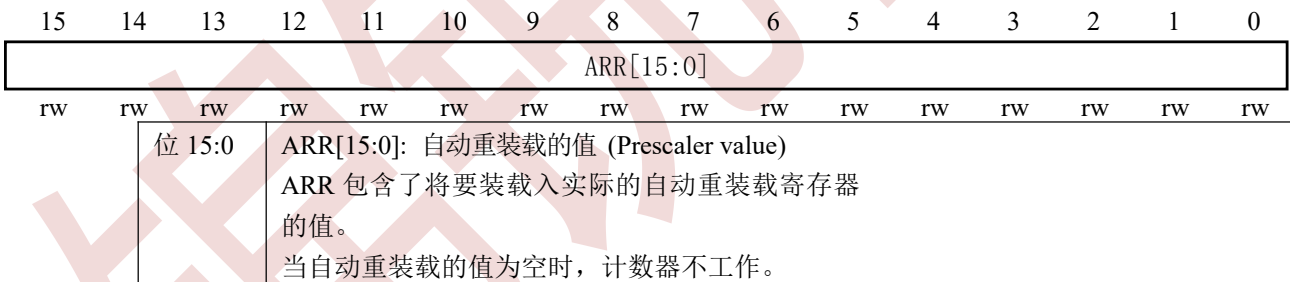 15 14 13 12 11 10 9 8 7 6 5 4 3 2 1 0
ARR[15:0]
rw rw rw rw rw rw rw rw rw rw rw rw rw rw rw rw
位 15:0 ARR[15:0]: 自动重装载的值 (Prescaler value)
ARR 包含了将要装载入实际的自动重装载寄存器
的值。
当自动重装载的值为空时，计数器不工作。